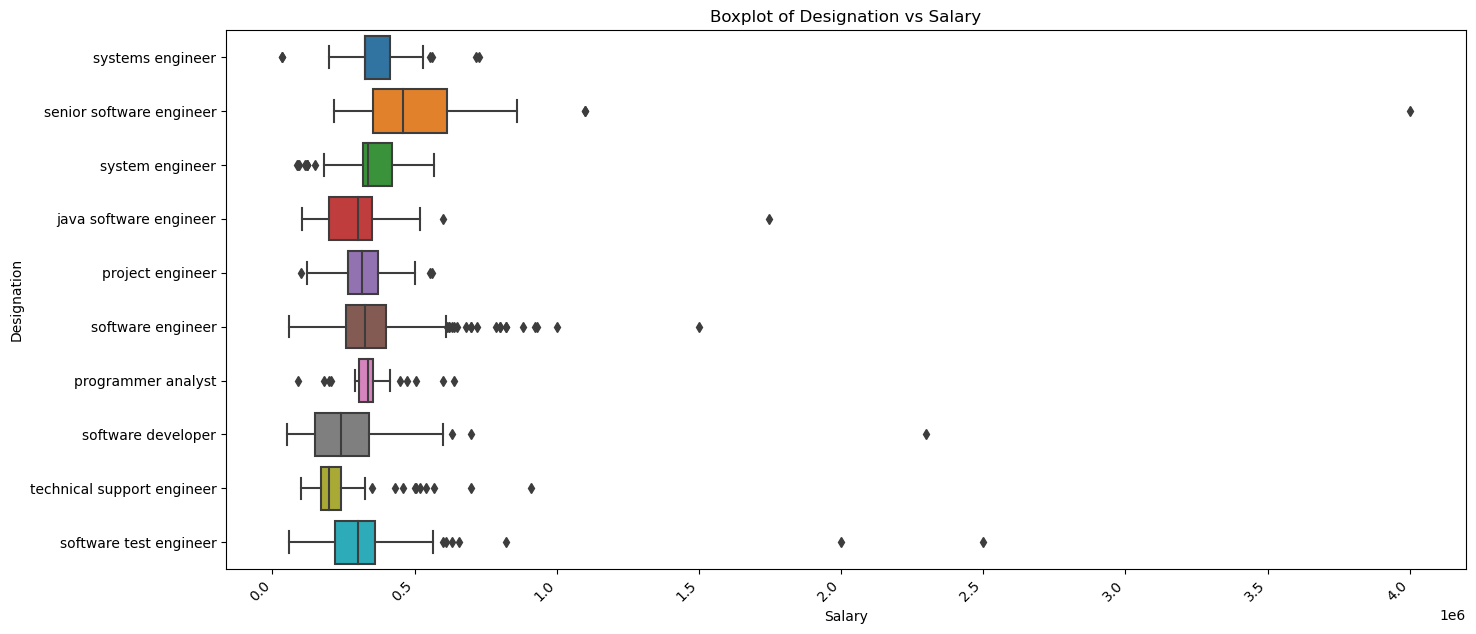 Boxplot of Designation vs Salary
systems engineer
senior software engineer
system engineer
java software engineer
project engineer
software engineer
programmer analyst
software developer
technical support engineer
software test engineer
Designation
0.0
0.5
1.0
1.5
2.0
2.5
3.0
3.5
4.0
Salary
1e6